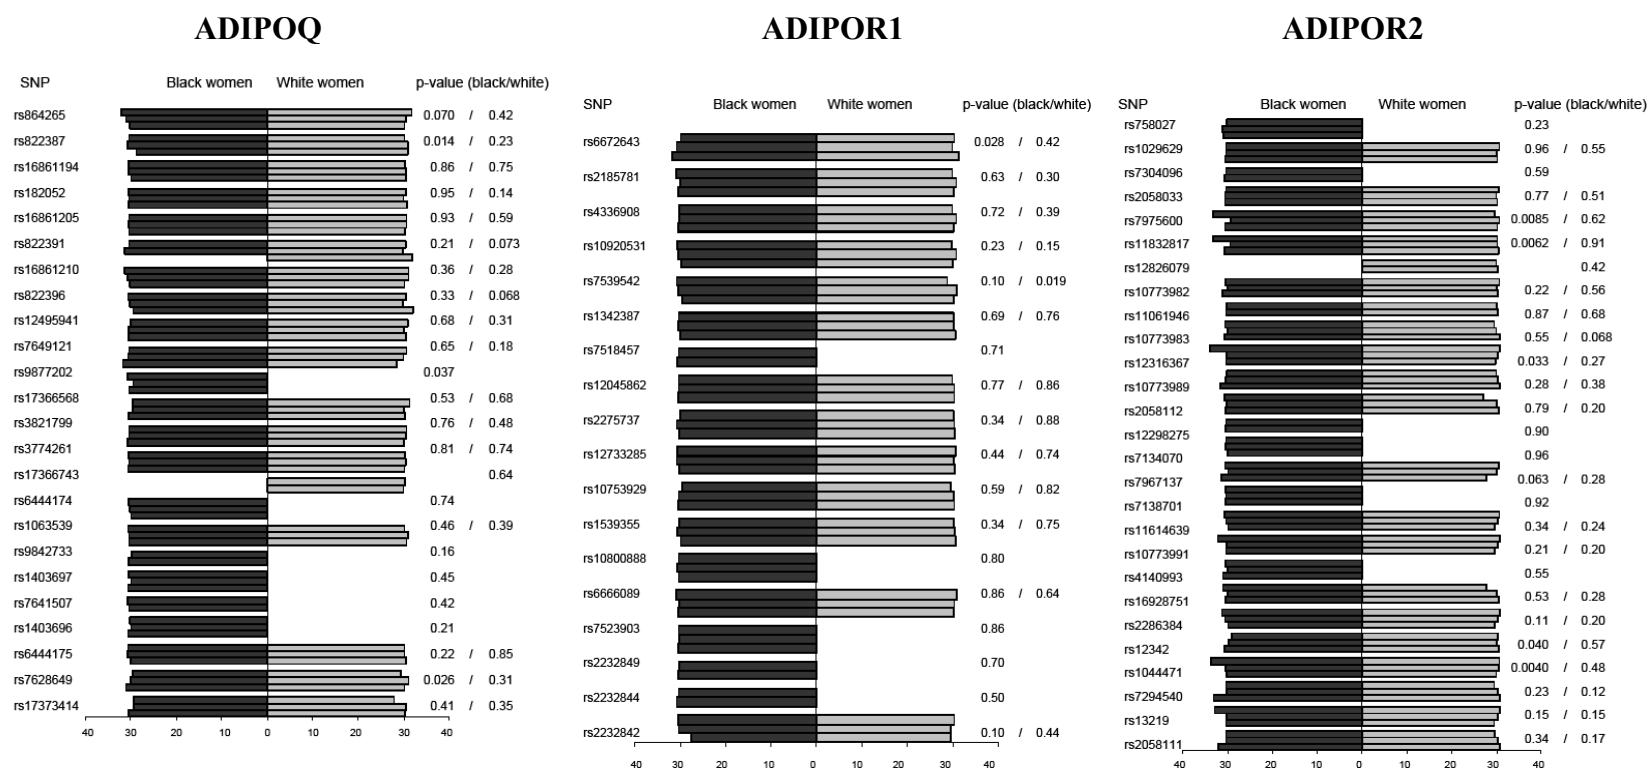 ADIPOQ
SNP Black women White women p-value (black/white)
rs864265 0.070 / 0.42
rs822387 0.014 / 0.23
rs16861194 0.86 / 0.75
rs182052 0.95 / 0.14
rs16861205 0.93 / 0.59
rs822391 0.21 / 0.073
rs16861210 0.36 / 0.28
rs822396 0.33 / 0.068
rs12495941 0.68 / 0.31
rs7649121 0.65 / 0.18
rs9877202 0.037
rs17366568 0.53 / 0.68
rs3821799 0.76 / 0.48
rs3774261 0.81 / 0.74
rs17366743 0.64
rs6444174 0.74
rs1063539 0.46 / 0.39
rs9842733 0.16
rs1403697 0.45
rs7641507 0.42
rs1403696 0.21
rs6444175 0.22 / 0.85
rs7628649 0.026 / 0.31
rs17373414 0.41 / 0.35
40 30 20 10 0 10 20 30 40
ADIPOR1
SNP Black women White women p-value (black/white)
rs6672643 0.028 / 0.42
rs2185781 0.63 / 0.30
rs4336908 0.72 / 0.39
rs10920531 0.23 / 0.15
rs7539542 0.10 / 0.019
rs1342387 0.69 / 0.76
rs7518457 0.71
rs12045862 0.77 / 0.86
rs2275737 0.34 / 0.88
rs12733285 0.44 / 0.74
rs10753929 0.59 / 0.82
rs1539355 0.34 / 0.75
rs10800888 0.80
rs6666089 0.86 / 0.64
rs7523903 0.86
rs2232849 0.70
rs2232844 0.50
rs2232842 0.10 / 0.44
40 30 20 10 0 10 20 30 40
ADIPOR2
SNP Black women White women p-value (black/white)
rs758027 0.23
rs1029629 0.96 / 0.55
rs7304096 0.59
rs2058033 0.77 / 0.51
rs7975600 0.0085 / 0.62
rs11832817 0.0062 / 0.91
rs12826079 0.42
rs10773982 0.22 / 0.56
rs11061946 0.87 / 0.68
rs10773983 0.55 / 0.068
rs12316367 0.033 / 0.27
rs10773989 0.28 / 0.38
rs2058112 0.79 / 0.20
rs12298275 0.90
rs7134070 0.96
rs7967137 0.063 / 0.28
rs7138701 0.92
rs11614639 0.34 / 0.24
rs10773991 0.21 / 0.20
rs4140993 0.55
rs16928751 0.53 / 0.28
rs2286384 0.11 / 0.20
rs12342 0.040 / 0.57
rs1044471 0.0040 / 0.48
rs7294540 0.23 / 0.12
rs13219 0.15 / 0.15
rs2058111 0.34 / 0.17
40 30 20 10 0 10 20 30 40